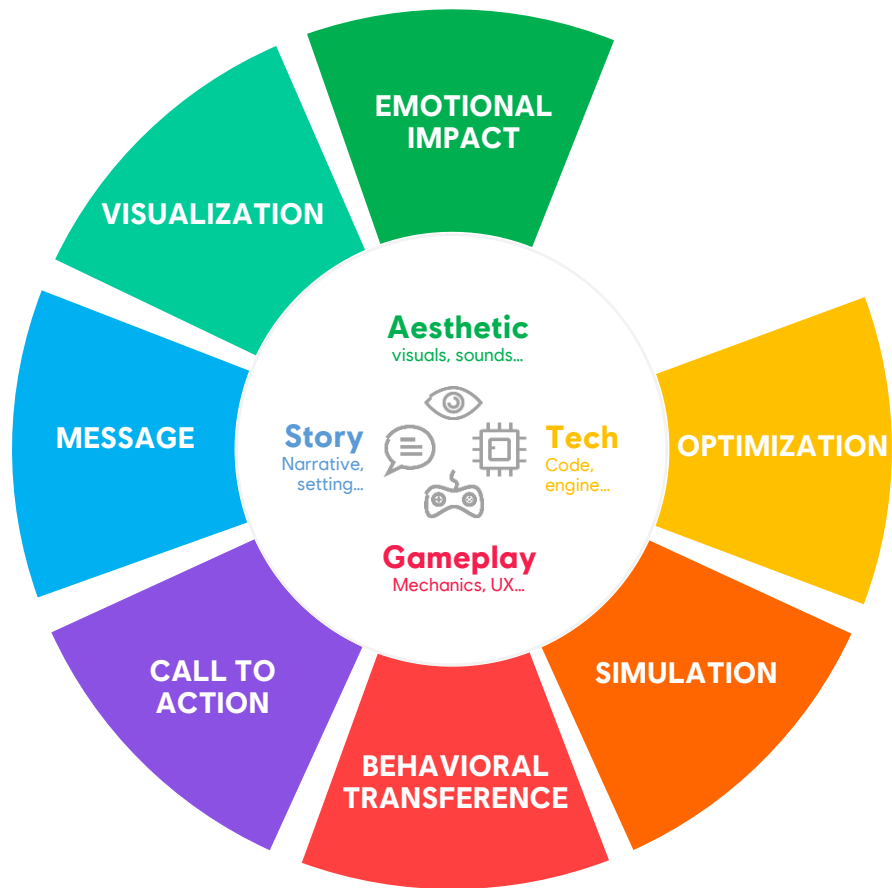 EMOTIONAL
IMPACT
VISUALIZATION
MESSAGE
CALL TO
ACTION
BEHAVIORAL
TRANSFERENCE
SIMULATION
OPTIMIZATION
Aesthetic
visuals, sounds...
Story
Narrative,
setting...
Tech
Code,
engine...
Gameplay
Mechanics, UX...